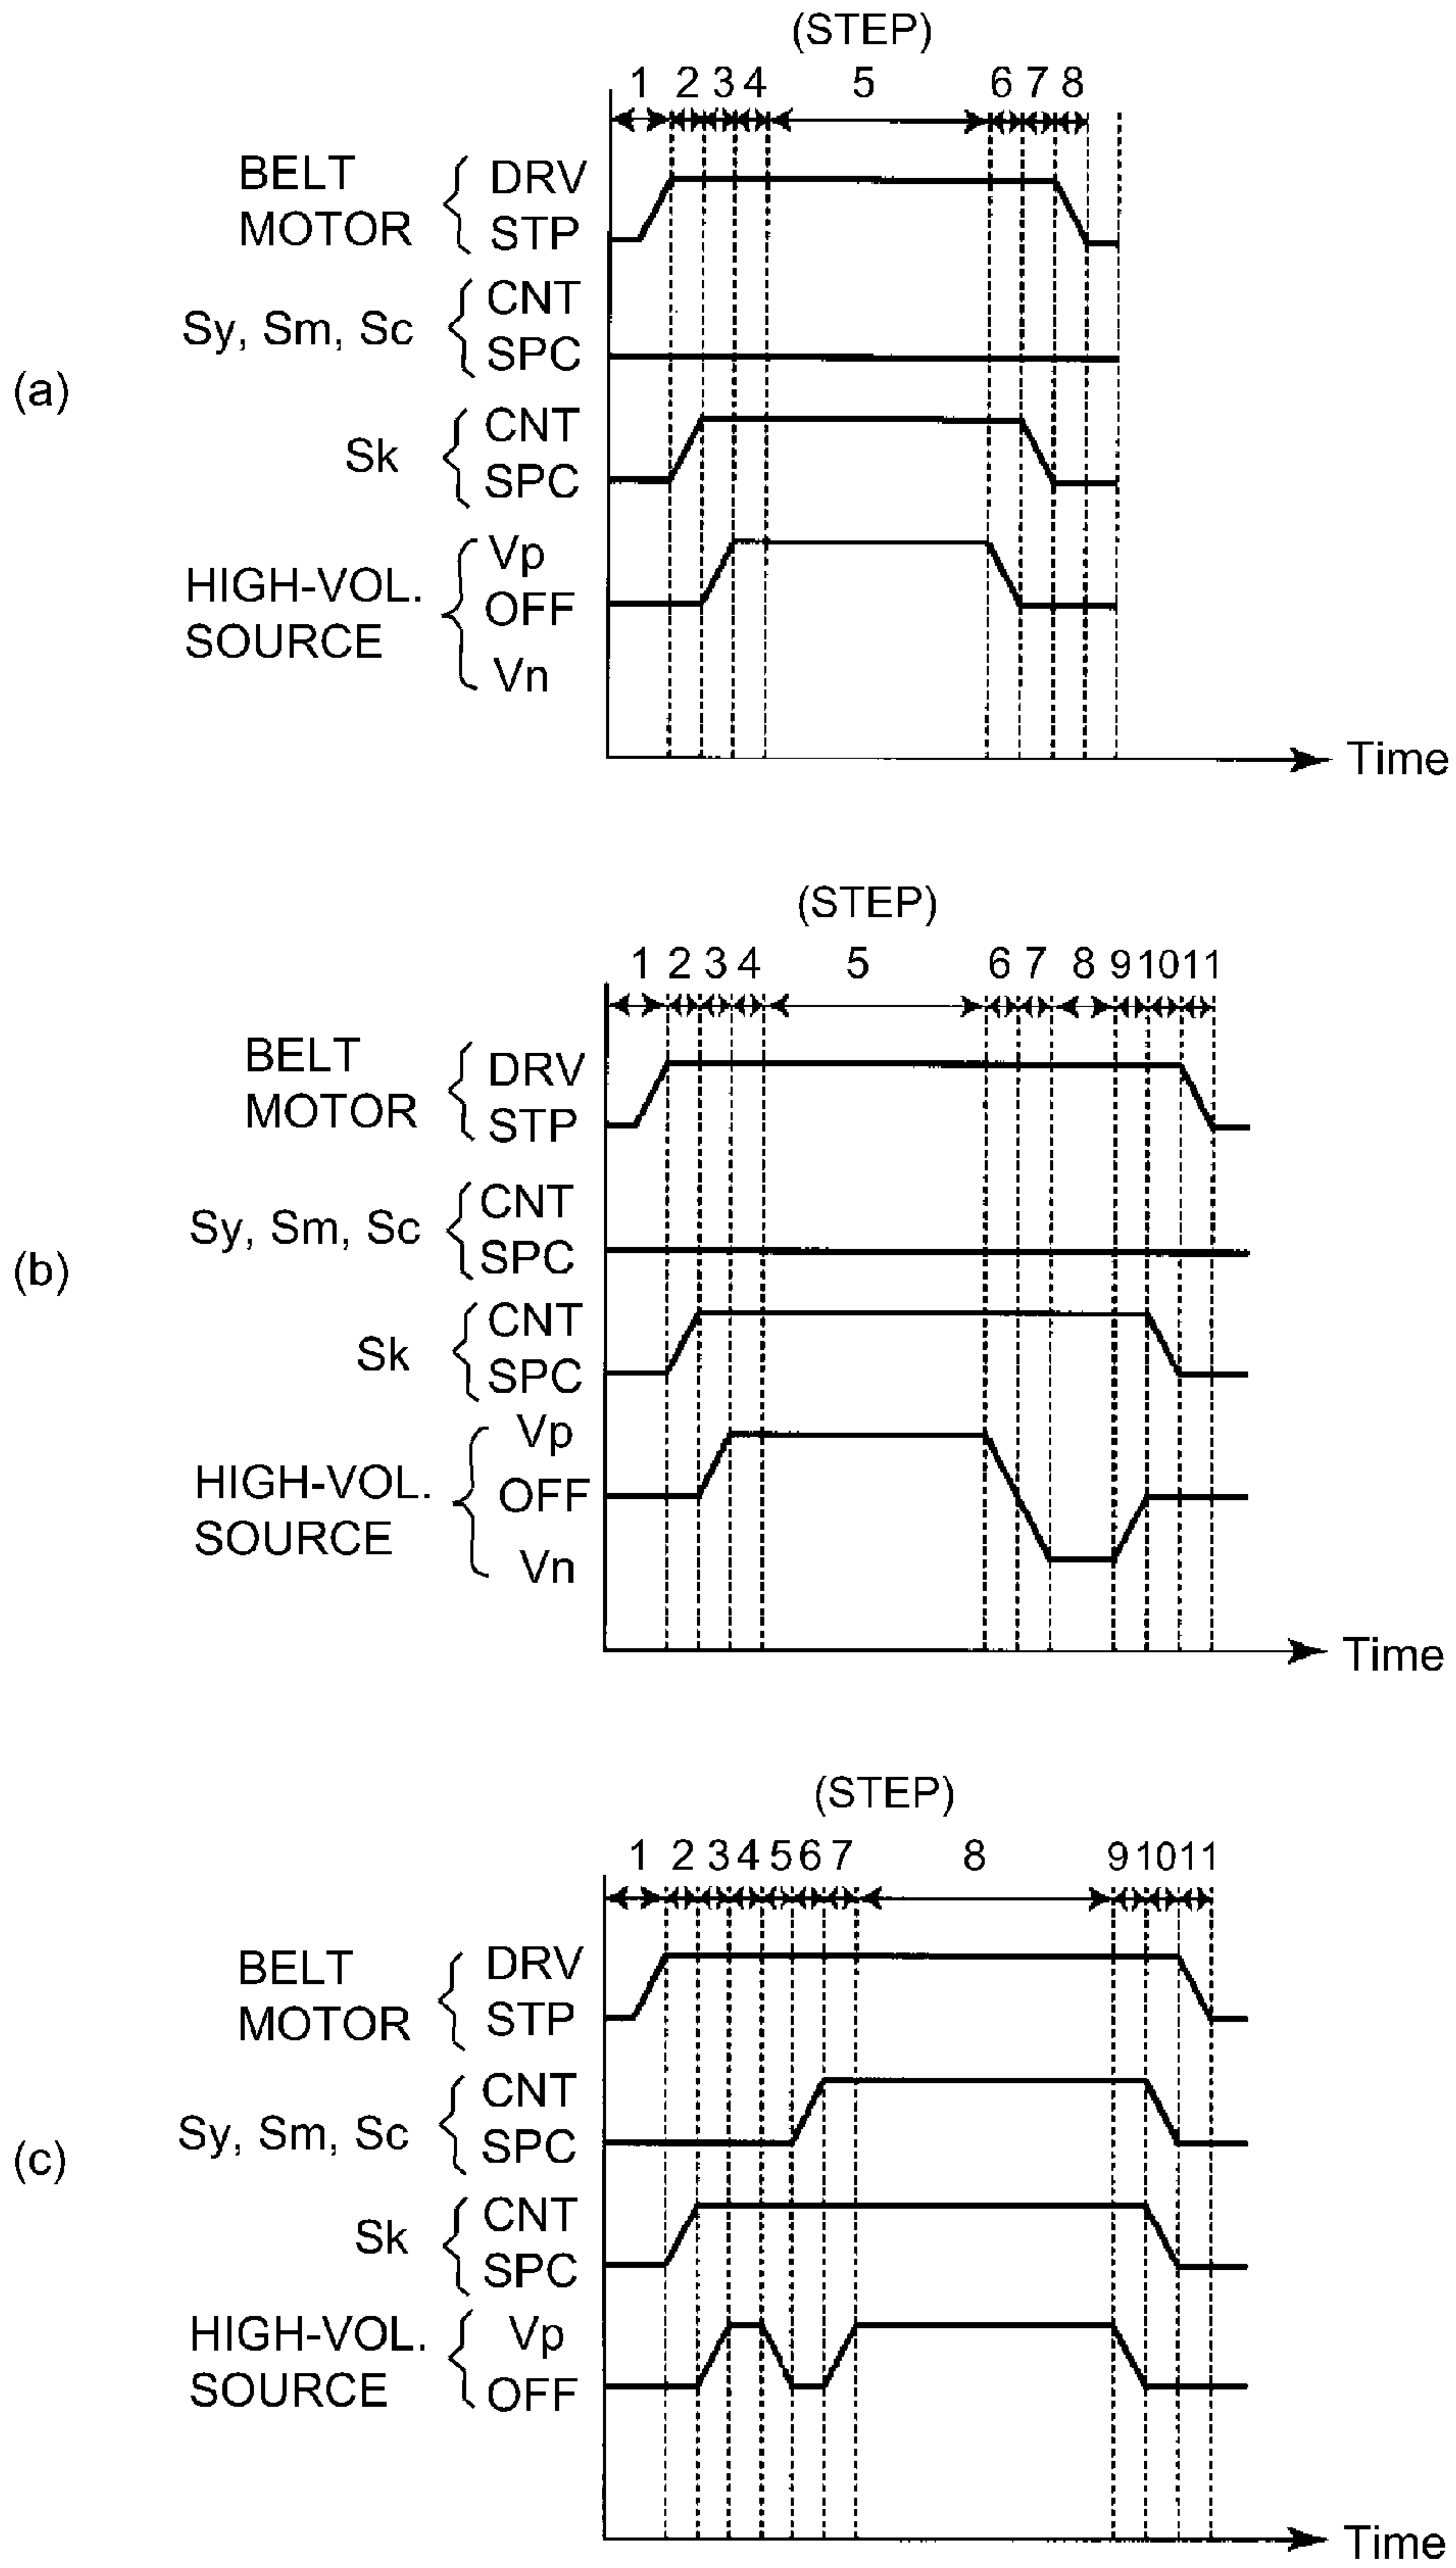 (STEP)
1 2 3 4 5 6 7 8
BELT MOTOR
DRV
STP
Sy, Sm, Sc
CNT
SPC
(a)
Sk
CNT
SPC
HIGH-VOL. SOURCE
Vp
OFF
Vn
Time
(STEP)
1 2 3 4 5 6 7 8 9 10 11
BELT MOTOR
DRV
STP
Sy, Sm, Sc
CNT
SPC
(b)
Sk
CNT
SPC
HIGH-VOL. SOURCE
Vp
OFF
Vn
Time
(STEP)
1 2 3 4 5 6 7 8 9 10 11
BELT MOTOR
DRV
STP
Sy, Sm, Sc
CNT
SPC
(c)
Sk
CNT
SPC
HIGH-VOL. SOURCE
Vp
OFF
Time